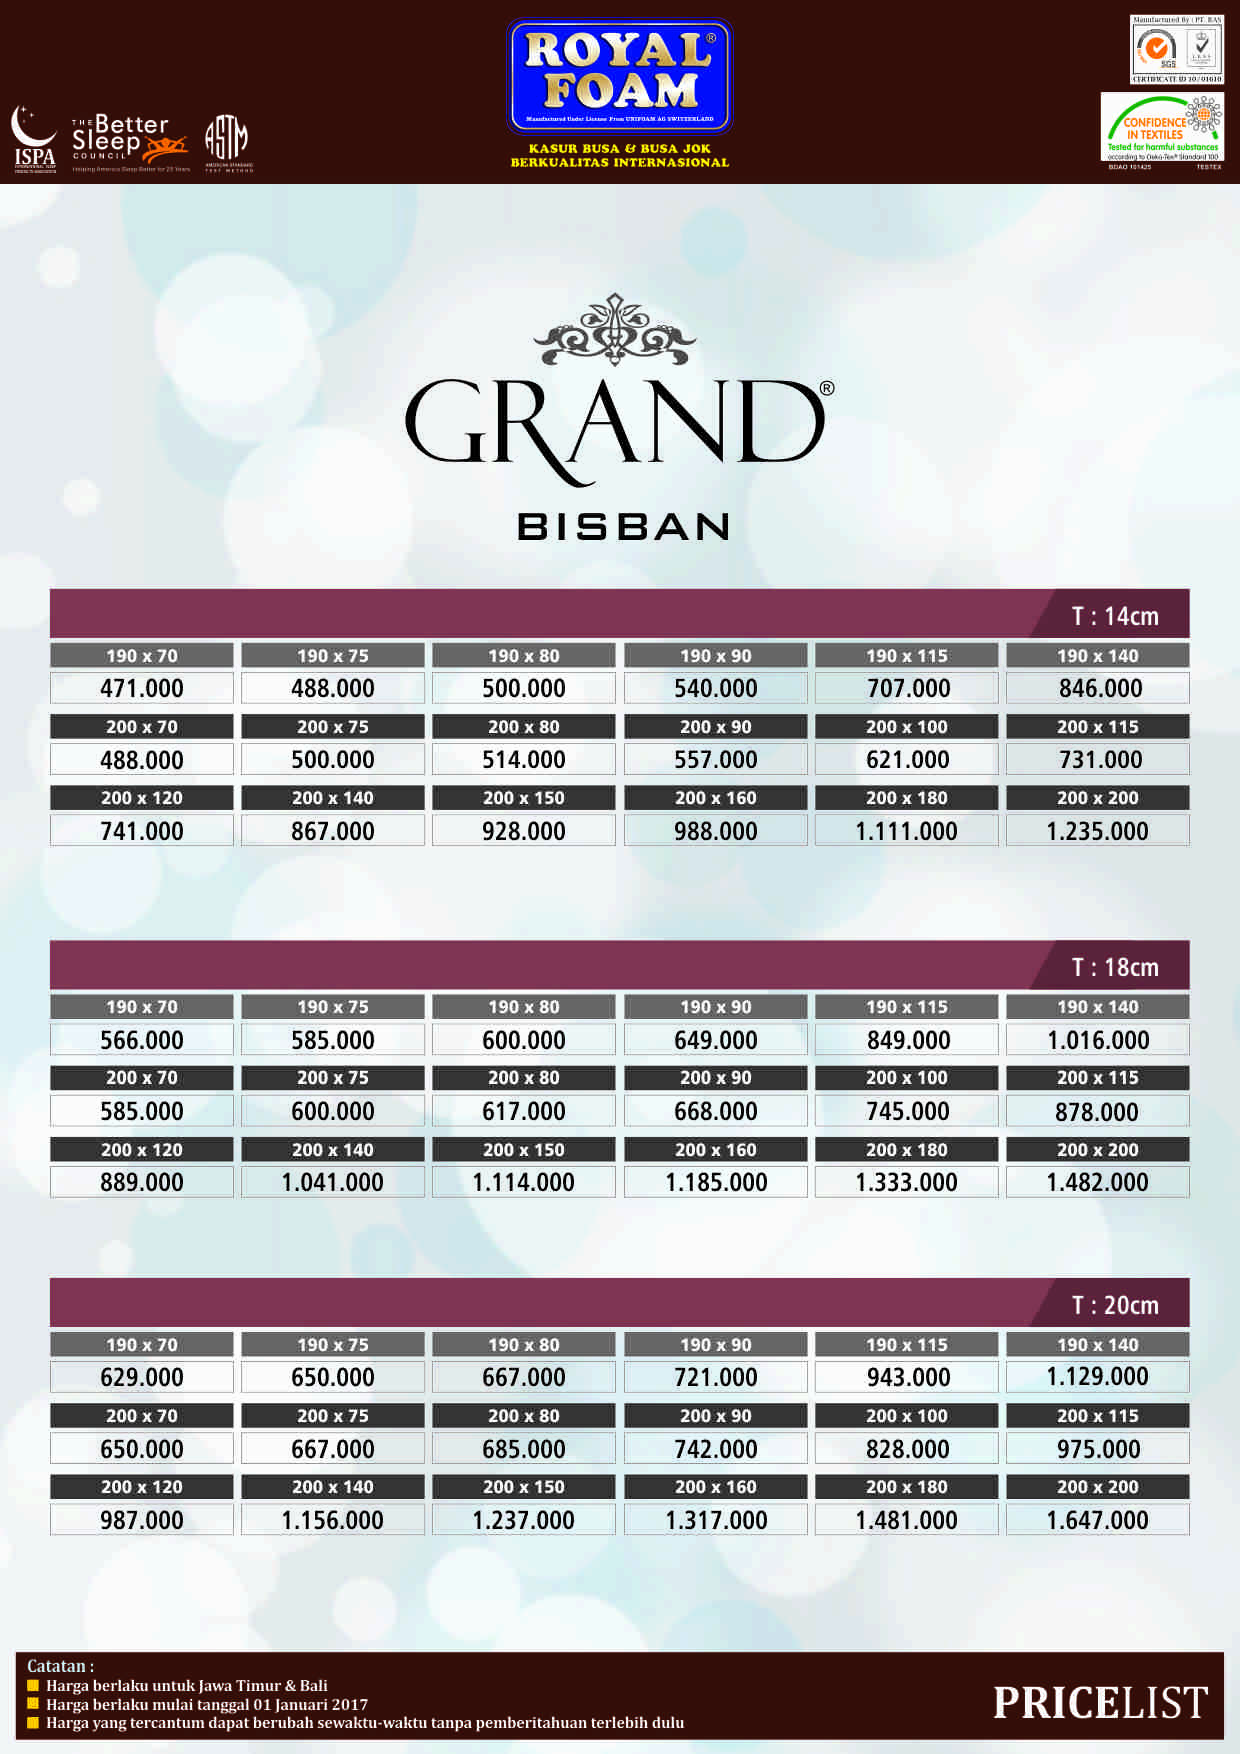 ROYAL®
FOAM
Manufactured Under License From UNIFOAM AG SWITZERLAND
KASUR BUSA & BUSA JOK
BERKUALITAS INTERNASIONAL
ISPA
THE Better
Sleep
COUNCIL
Helping America Sleep Better for 25 Years
ASTM
AMERICAN STANDARD
TEST METHOD
Manufactured By : PT. BAS
SGS
CERTIFICATE ID 10 / 01610
CONFIDENCE
IN TEXTILES
Tested for harmful substances
according to Oeko-Tex® Standard 100
BDAO 101425 TESTEX
GRAND®
BISBAN
T : 14cm
190 x 70 190 x 75 190 x 80 190 x 90 190 x 115 190 x 140
471.000 488.000 500.000 540.000 707.000 846.000
200 x 70 200 x 75 200 x 80 200 x 90 200 x 100 200 x 115
488.000 500.000 514.000 557.000 621.000 731.000
200 x 120 200 x 140 200 x 150 200 x 160 200 x 180 200 x 200
741.000 867.000 928.000 988.000 1.111.000 1.235.000
T : 18cm
190 x 70 190 x 75 190 x 80 190 x 90 190 x 115 190 x 140
566.000 585.000 600.000 649.000 849.000 1.016.000
200 x 70 200 x 75 200 x 80 200 x 90 200 x 100 200 x 115
585.000 600.000 617.000 668.000 745.000 878.000
200 x 120 200 x 140 200 x 150 200 x 160 200 x 180 200 x 200
889.000 1.041.000 1.114.000 1.185.000 1.333.000 1.482.000
T : 20cm
190 x 70 190 x 75 190 x 80 190 x 90 190 x 115 190 x 140
629.000 650.000 667.000 721.000 943.000 1.129.000
200 x 70 200 x 75 200 x 80 200 x 90 200 x 100 200 x 115
650.000 667.000 685.000 742.000 828.000 975.000
200 x 120 200 x 140 200 x 150 200 x 160 200 x 180 200 x 200
987.000 1.156.000 1.237.000 1.317.000 1.481.000 1.647.000
Catatan :
Harga berlaku untuk Jawa Timur & Bali
Harga berlaku mulai tanggal 01 Januari 2017
Harga yang tercantum dapat berubah sewaktu-waktu tanpa pemberitahuan terlebih dulu
PRICELIST